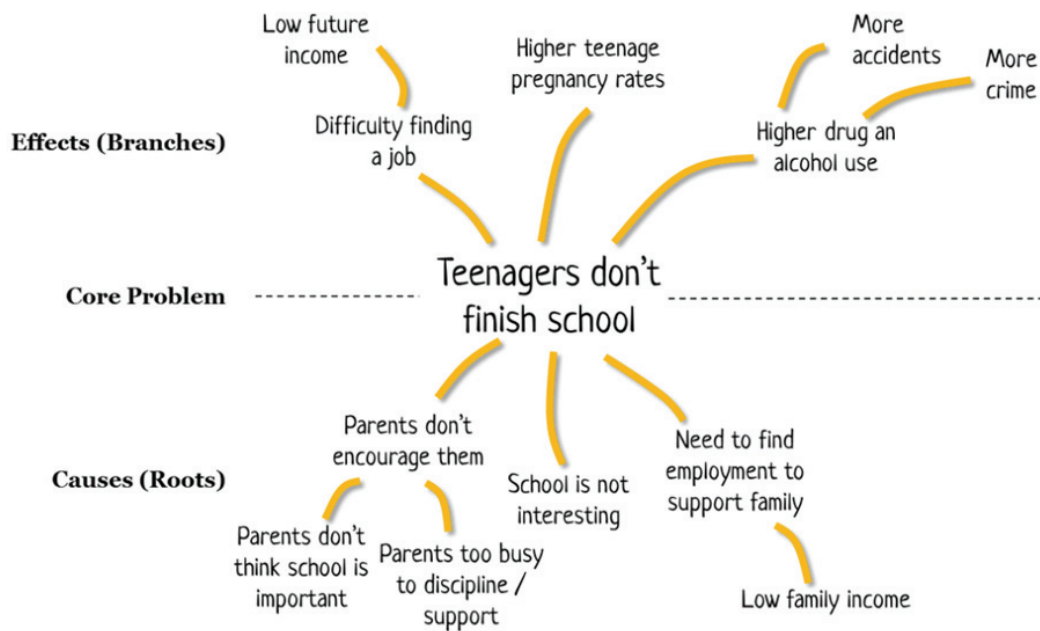 Low future
income
Higher teenage
pregnancy rates
More
accidents
More
crime
Effects (Branches)
Difficulty finding
a job
Higher drug an
alcohol use
Core Problem
Teenagers don't
finish school
Causes (Roots)
Parents don't
encourage them
School is not
interesting
Need to find
employment to
support family
Parents don't
think school is
important
Parents too busy
to discipline /
support
Low family income